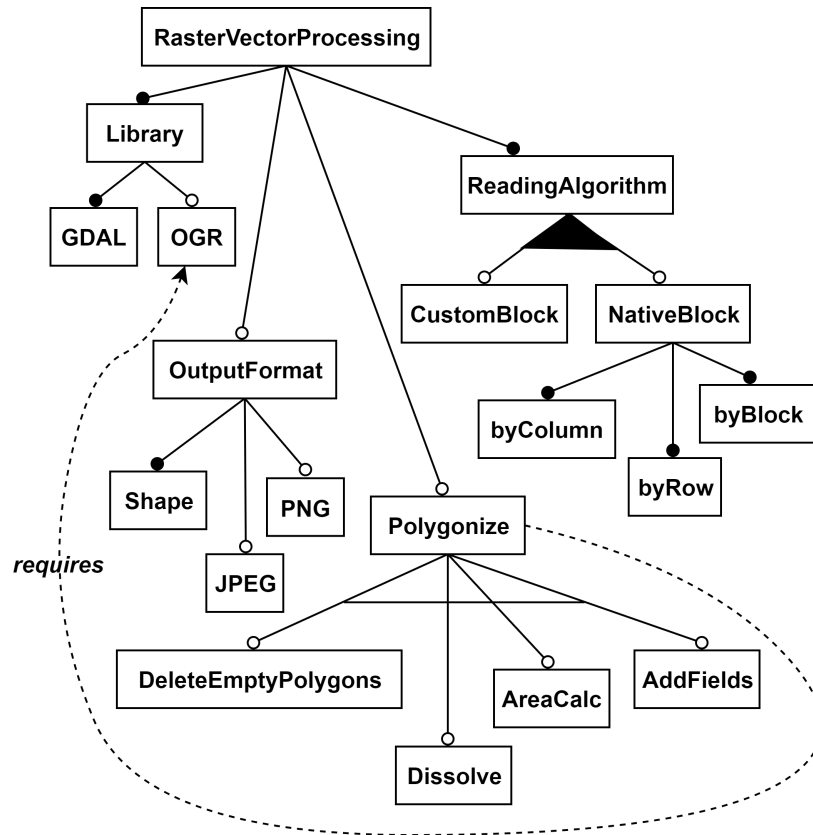 RasterVectorProcessing
Library
ReadingAlgorithm
GDAL
OGR
CustomBlock
NativeBlock
OutputFormat
byColumn
byBlock
byRow
Shape
PNG
JPEG
Polygonize
requires
DeleteEmptyPolygons
AreaCalc
AddFields
Dissolve